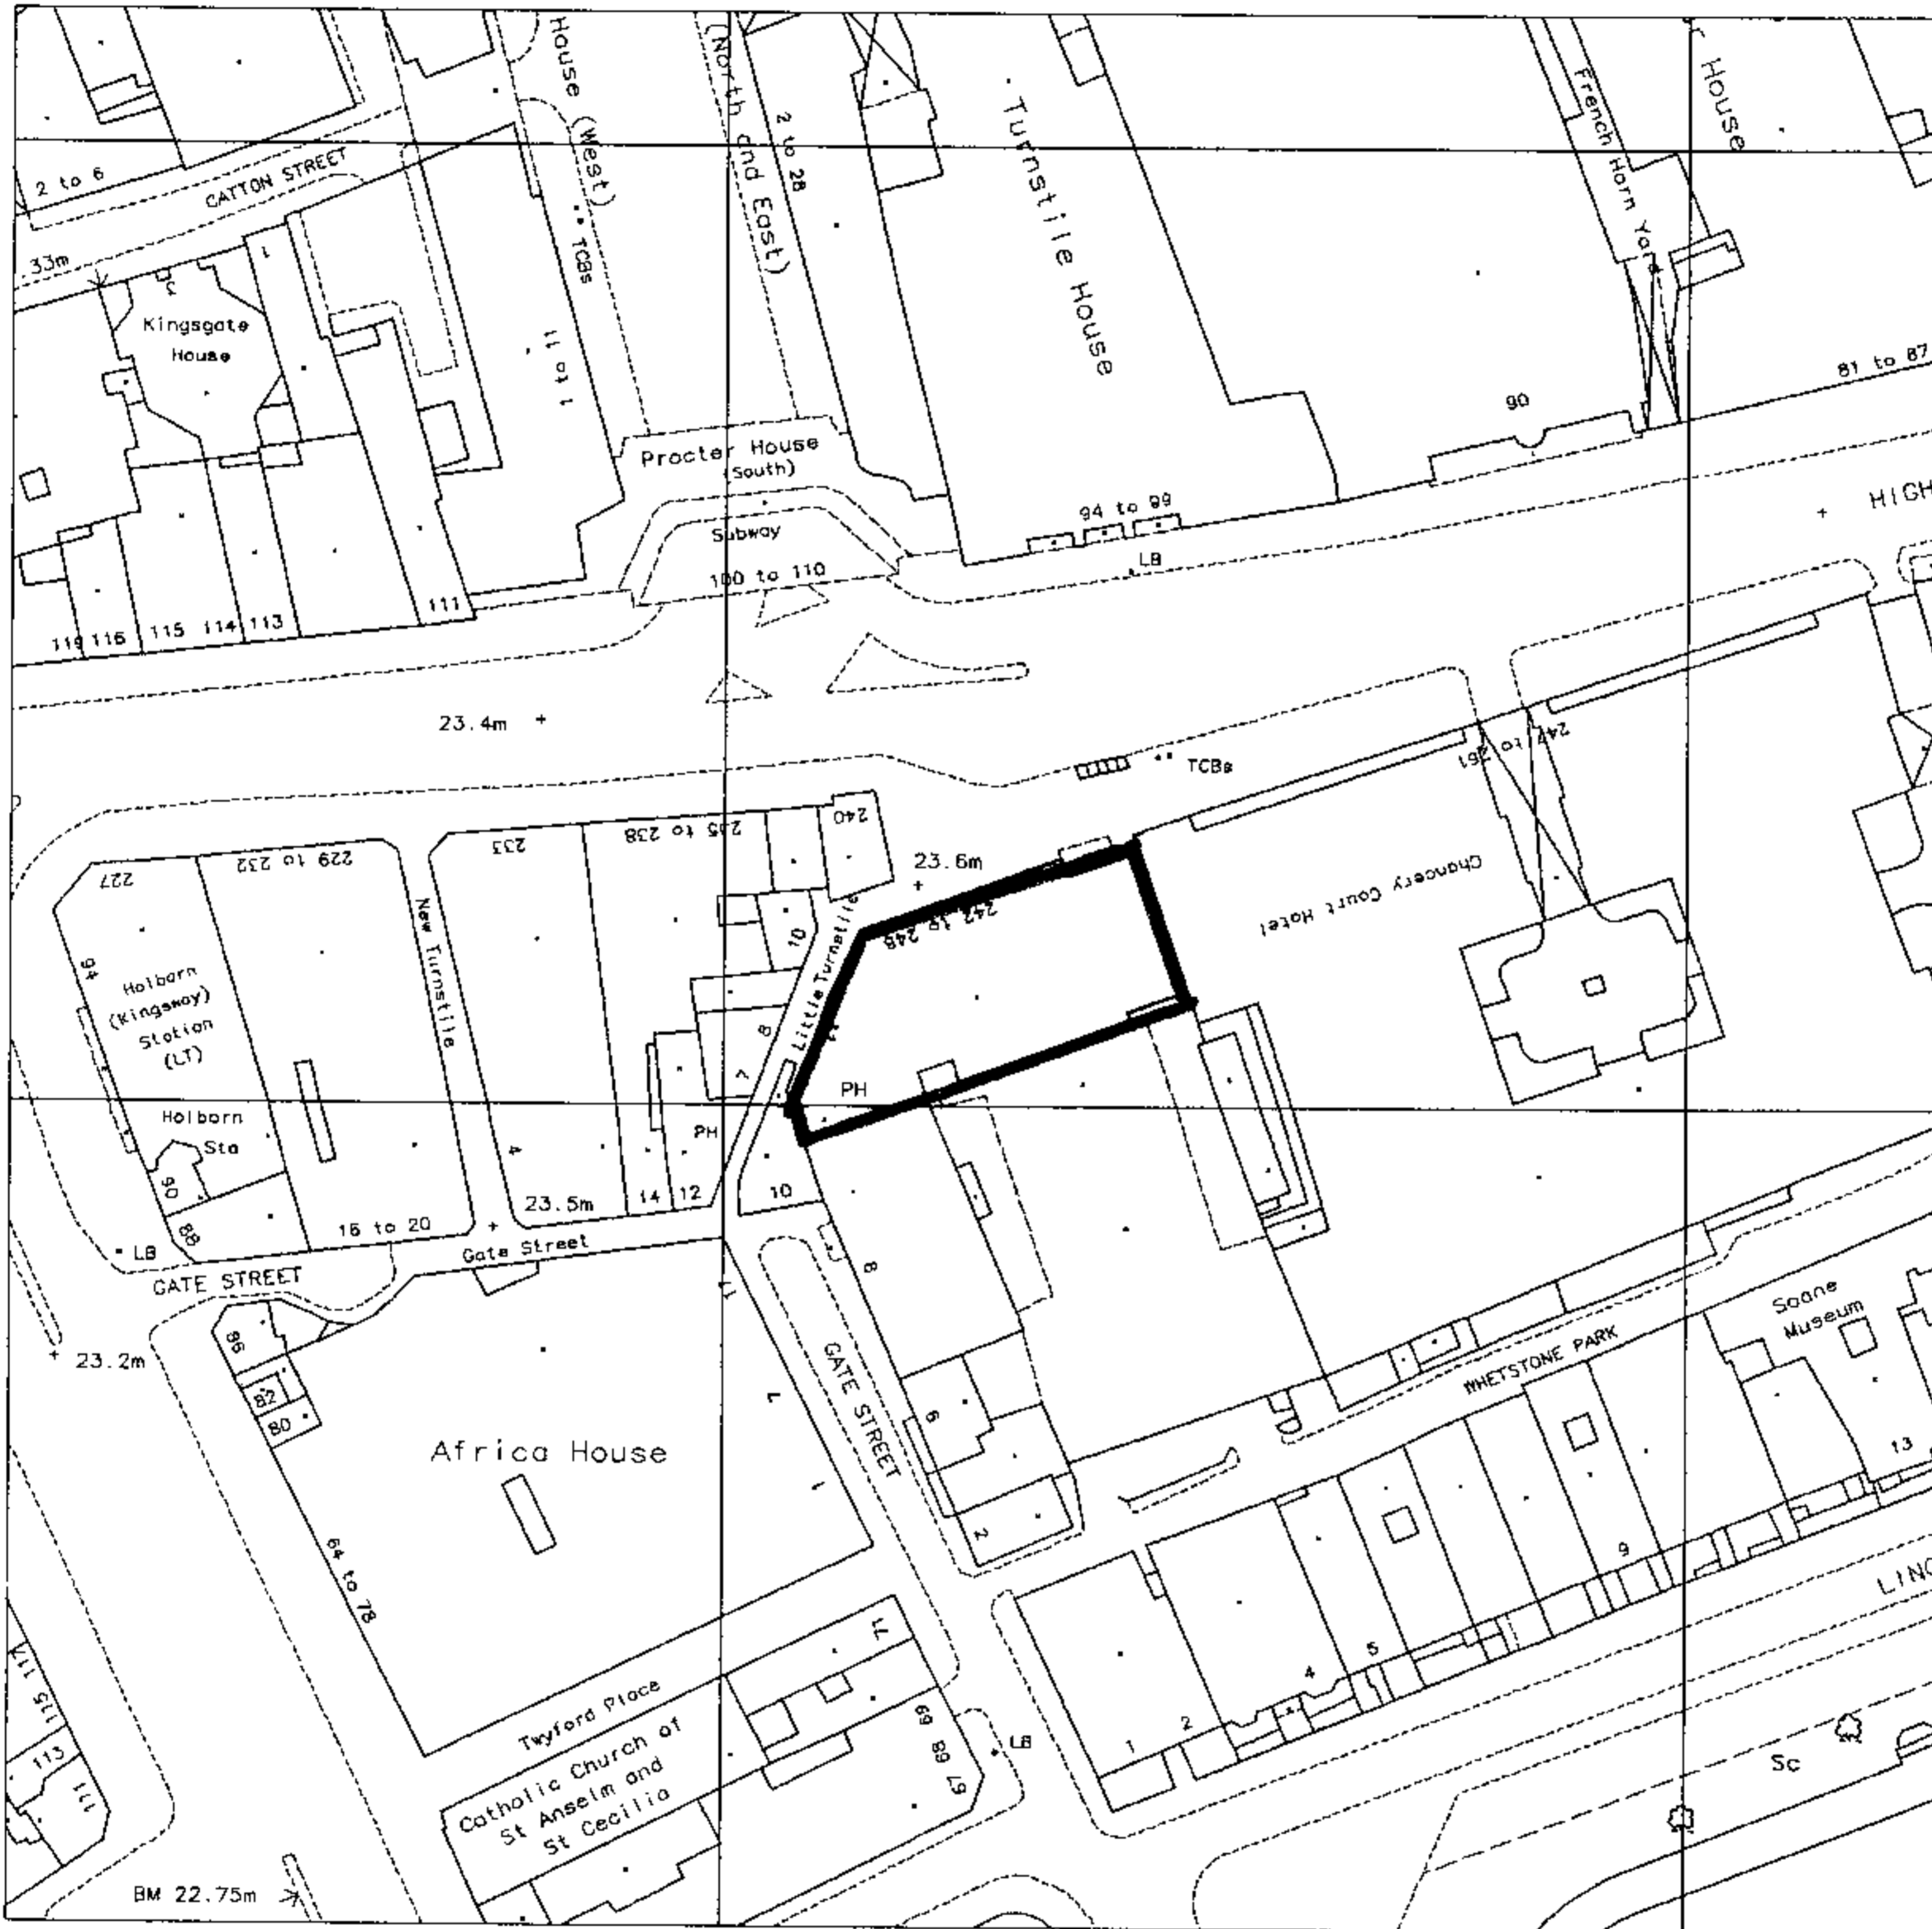 House (West)
(North and East)
2 to 28
Turnstile House
French Horn Yard
House
2 to 6
CATTON STREET
33m
1
Kingsgate
House
TCBs
1 to 11
81 to 87
90
Procter House
(South)
Subway
100 to 110
94 to 99
LB
HIGH
116
115
114
113
111
23.4m
TCBs
247 to 261
Chancery Court Hotel
240
235 to 238
233
229 to 232
227
23.6m
242 to 246
New Turnstile
Little Turnstile
10
8
7
94
Holborn
(Kingsway)
Station
(LT)
PH
PH
Holborn
Sta
90
88
4
14
12
10
23.5m
16 to 20
Gate Street
LB
GATE STREET
8
Soane
Museum
WHETSTONE PARK
23.2m
86
82
80
Africa House
GATE STREET
6
2
13
9
64 to 78
LINC
71
Twyford Place
Catholic Church of
St Anselm and
St Cecilia
69
68
67
LB
1
2
4
5
Sc
117
115
113
111
BM 22.75m